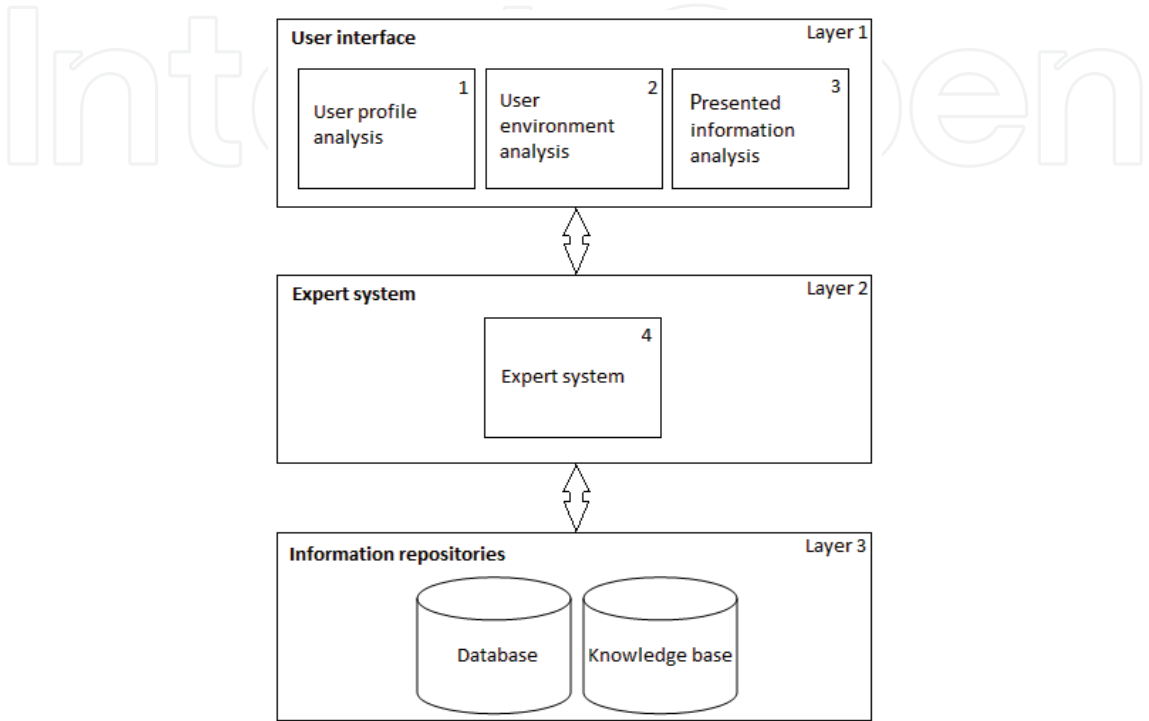 User interface
Layer 1
1
User profile
analysis
2
User
environment
analysis
3
Presented
information
analysis
Expert system
Layer 2
4
Expert system
Information repositories
Layer 3
Database
Knowledge base